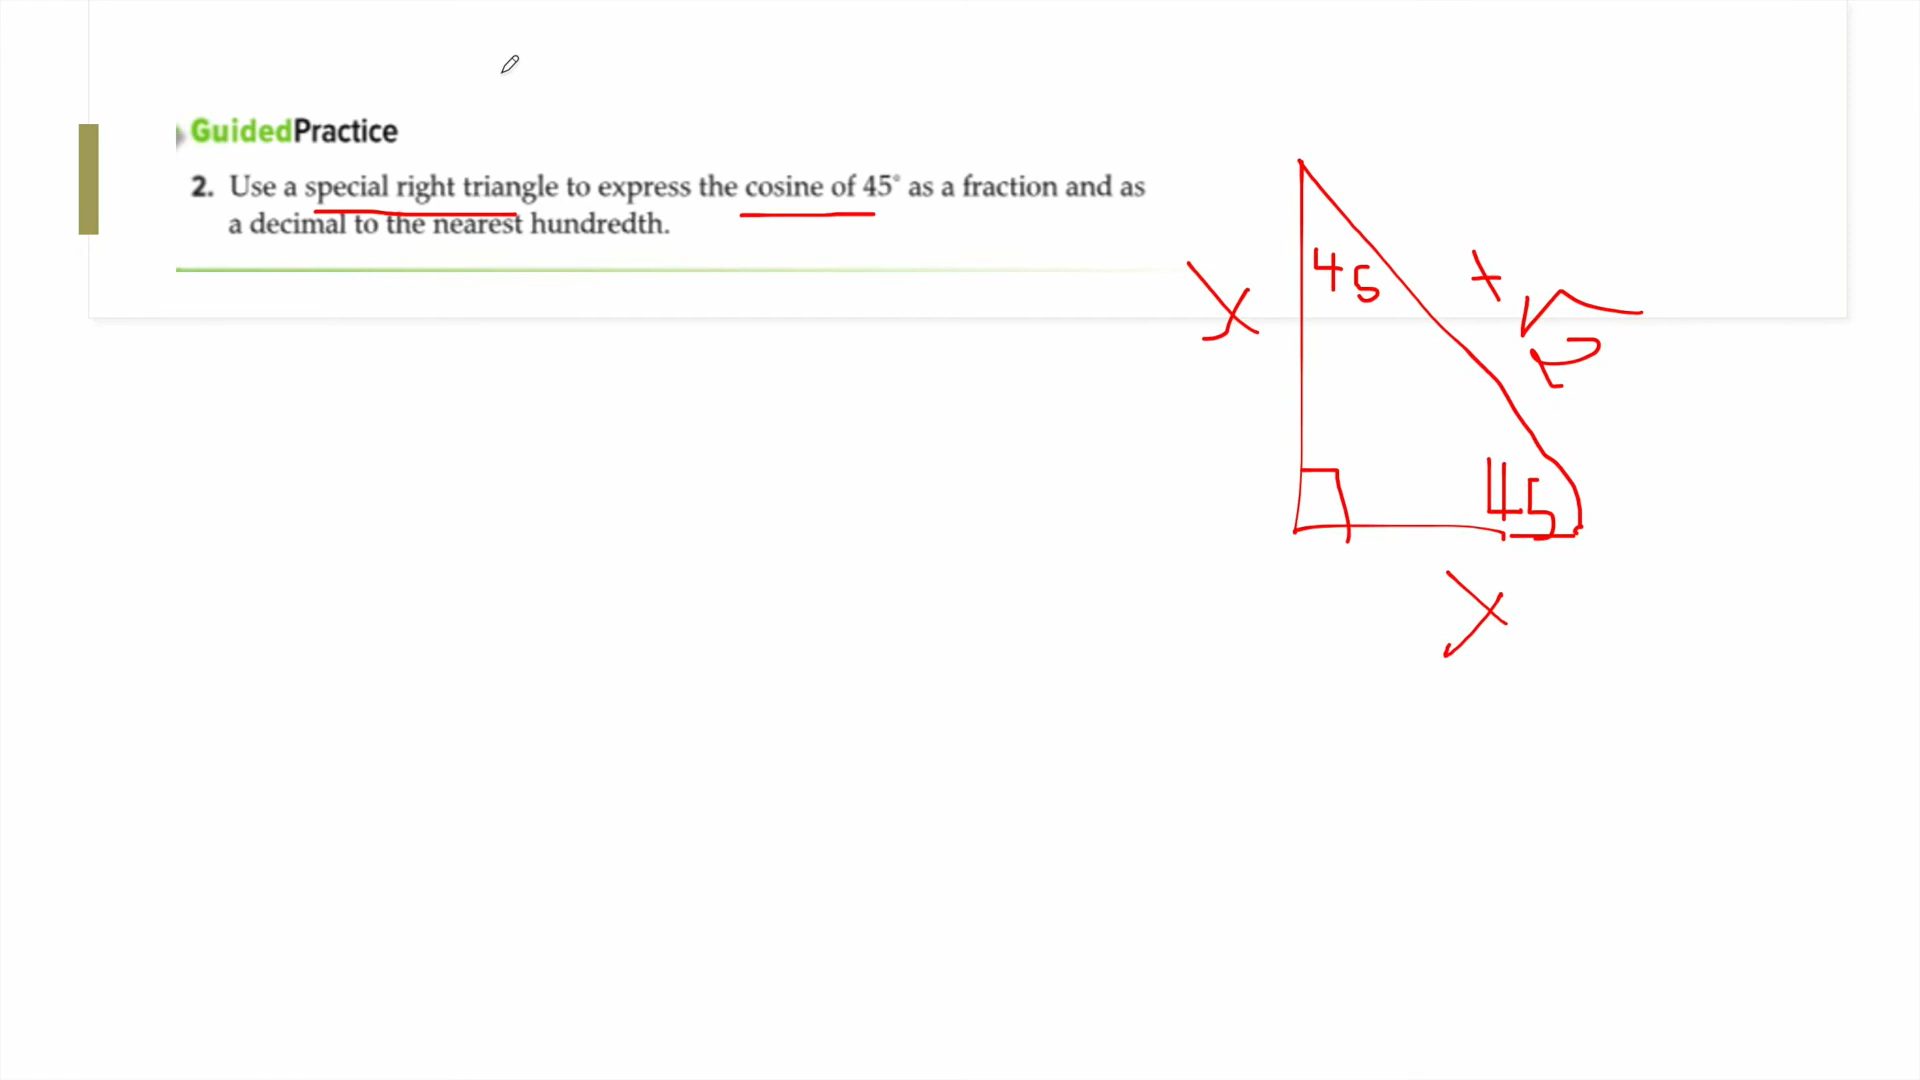 GuidedPractice
2. Use a special right triangle to express the cosine of 45° as a fraction and as
a decimal to the nearest hundredth.
45
x
x√2
45
x